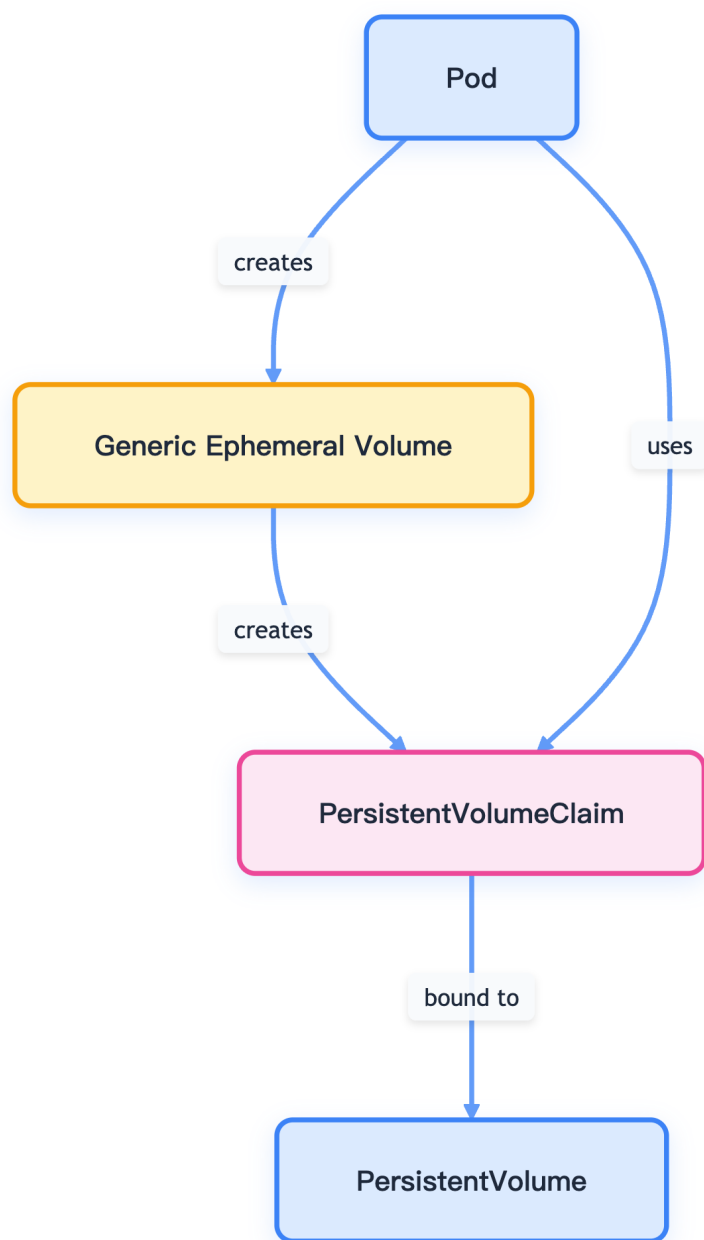 Pod
creates
Generic Ephemeral Volume
uses
creates
PersistentVolumeClaim
bound to
PersistentVolume